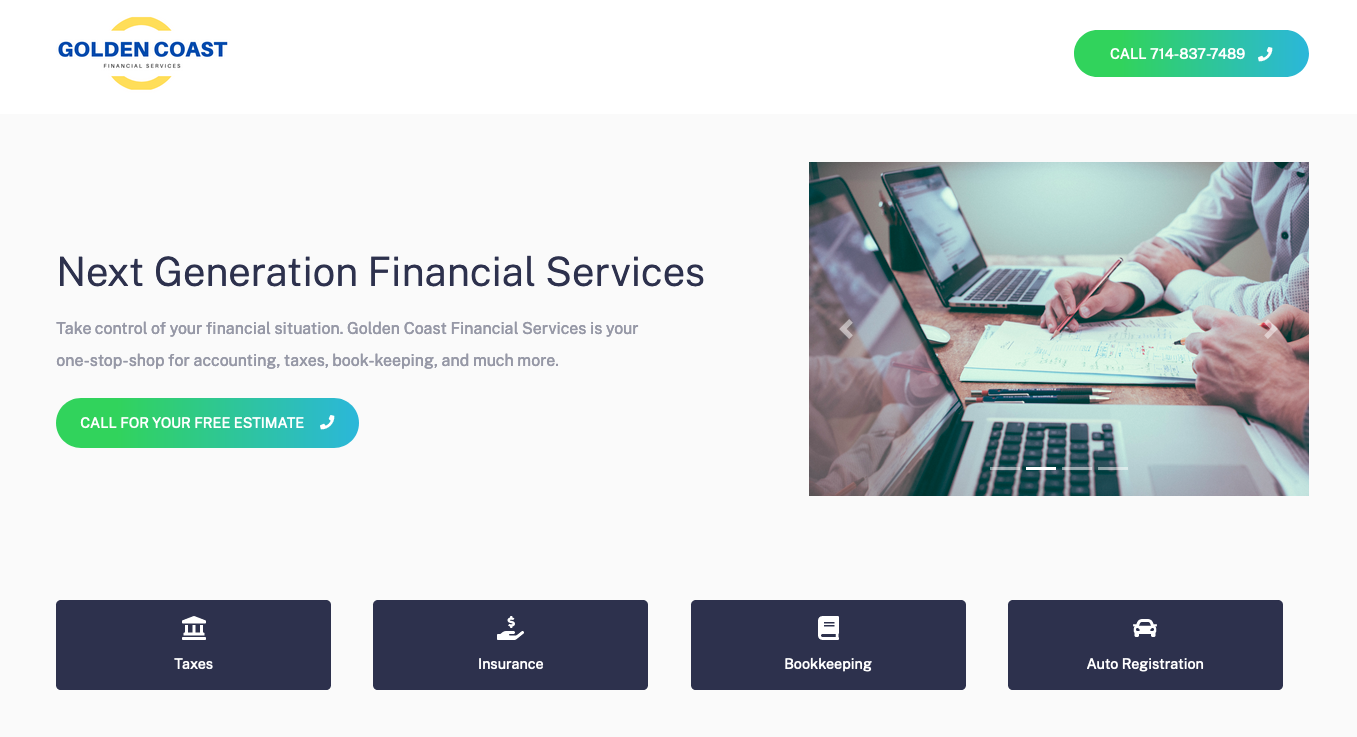 GOLDEN COAST
FINANCIAL SERVICES
CALL 714-837-7489
Next Generation Financial Services
Take control of your financial situation. Golden Coast Financial Services is your
one-stop-shop for accounting, taxes, book-keeping, and much more.
CALL FOR YOUR FREE ESTIMATE
Taxes
Insurance
Bookkeeping
Auto Registration